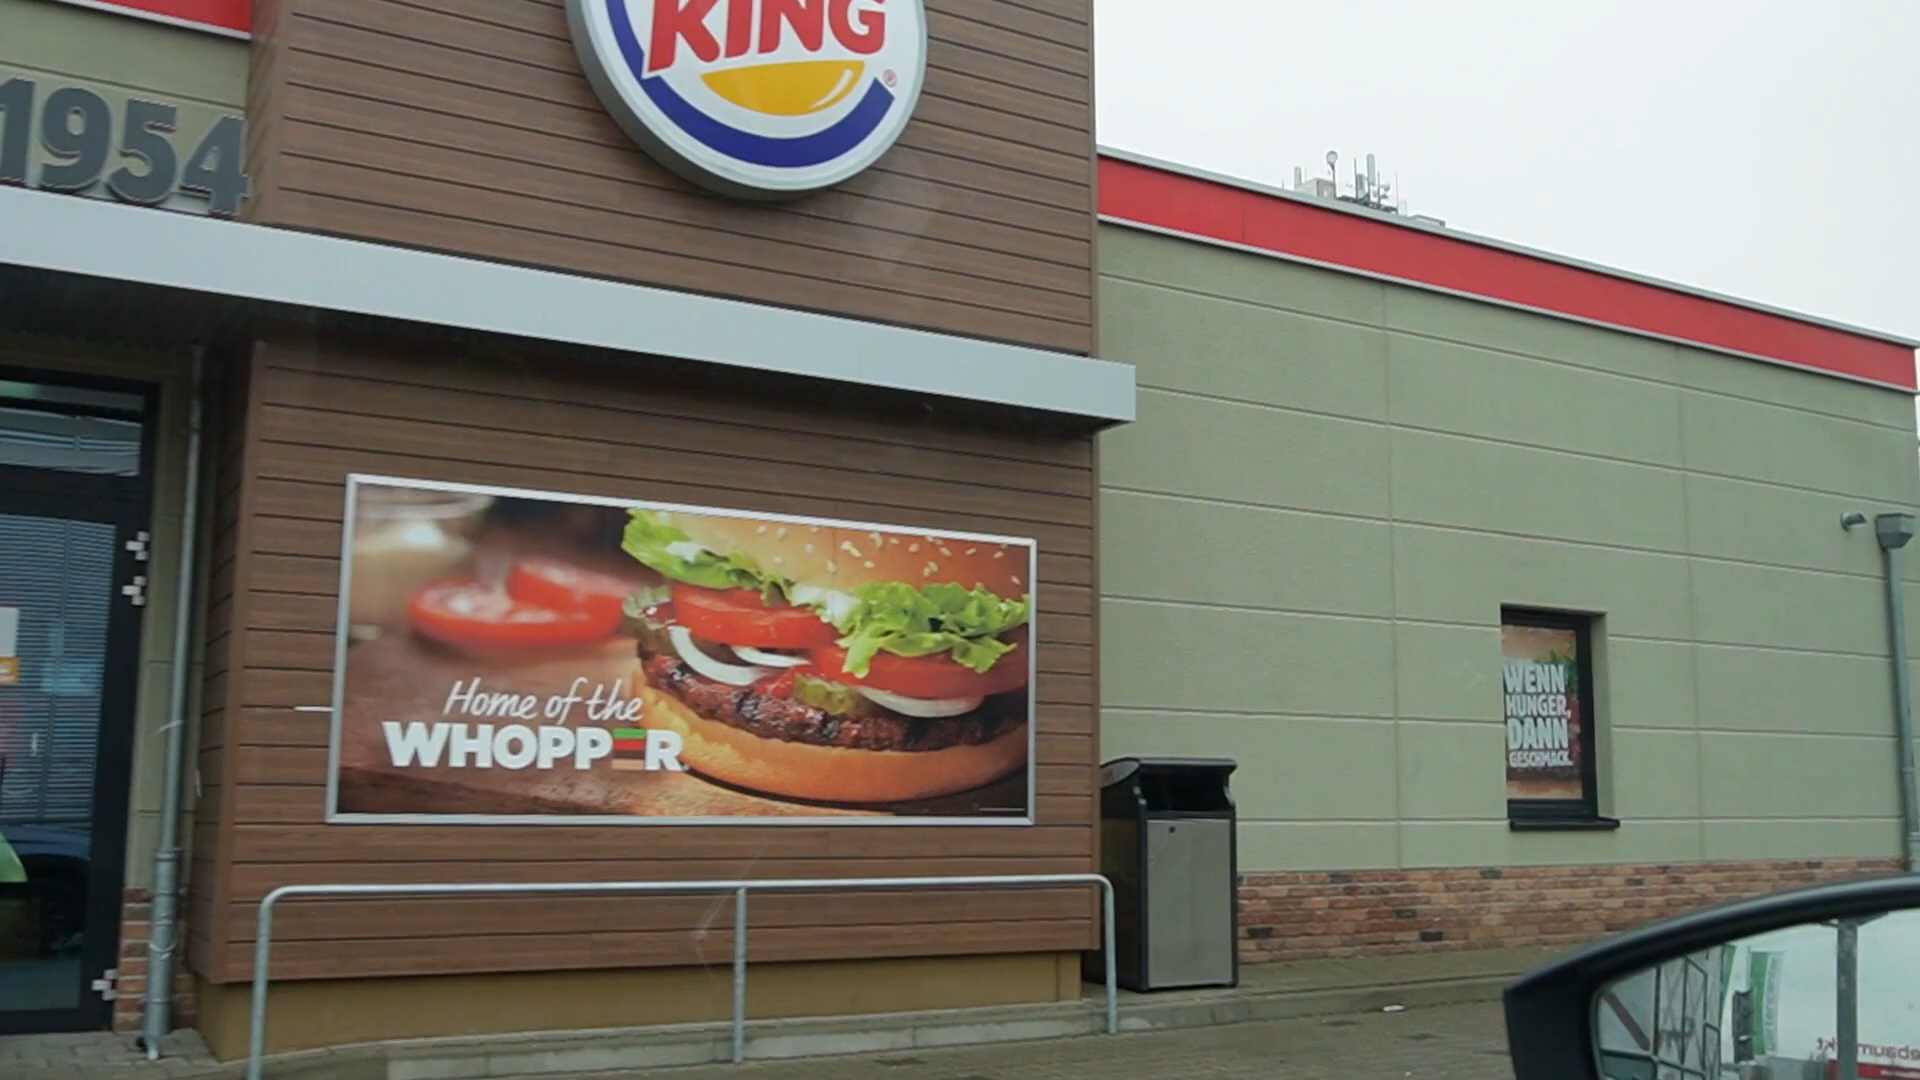 KING
®
1954
Home of the
WHOPPER
WENN
HUNGER,
DANN
GESCHMACK.